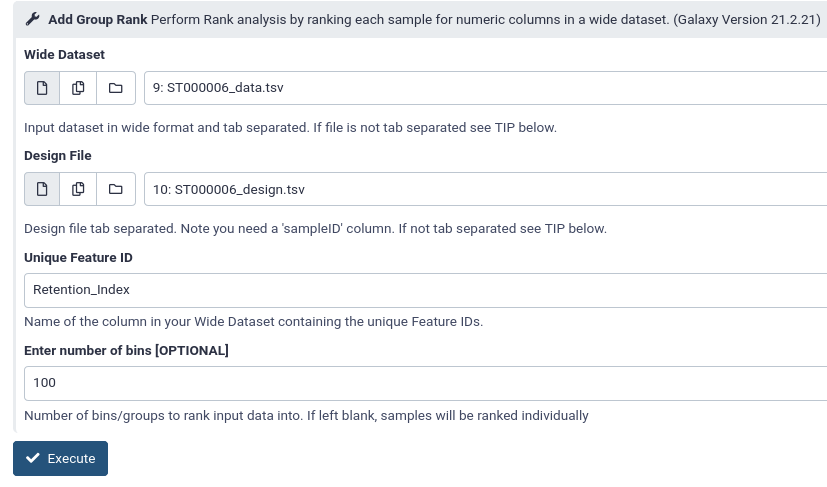 Add Group Rank Perform Rank analysis by ranking each sample for numeric columns in a wide dataset. (Galaxy Version 21.2.21)
Wide Dataset
9: ST000006_data.tsv
Input dataset in wide format and tab separated. If file is not tab separated see TIP below.
Design File
10: ST000006_design.tsv
Design file tab separated. Note you need a 'sampleID' column. If not tab separated see TIP below.
Unique Feature ID
Retention_Index
Name of the column in your Wide Dataset containing the unique Feature IDs.
Enter number of bins [OPTIONAL]
100
Number of bins/groups to rank input data into. If left blank, samples will be ranked individually
Execute